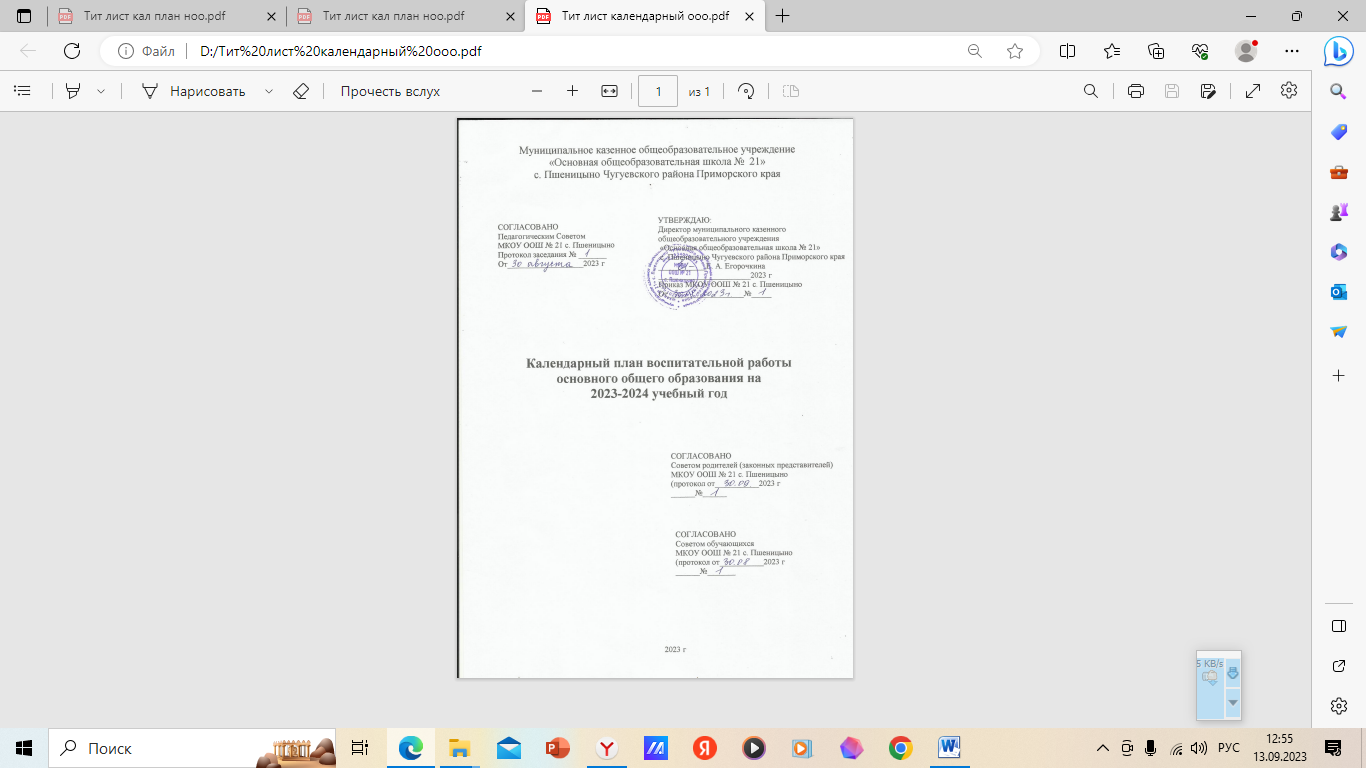 Тит лист кал план ноо.pdf
Тит лист кал план ноо.pdf
Тит лист календарный ооо.pdf
Файл
D:/Тит%20лист%20календарный%20ооо.pdf
Нарисовать
Прочесть вслух
1
из 1
Муниципальное казенное общеобразовательное учреждение
«Основная общеобразовательная школа № 21»
с. Пшеницыно Чугуевского района Приморского края
СОГЛАСОВАНО
Педагогическим Советом
МКОУ ООШ № 21 с. Пшеницыно
Протокол заседания № 1
От 30 августа 2023 г
УТВЕРЖДАЮ:
Директор муниципального казенного
общеобразовательного учреждения
«Основная общеобразовательная школа № 21»
с. Пшеницыно Чугуевского района Приморского края
А. Егорочкина
2023 г
Приказ МКОУ ООШ № 21 с. Пшеницыно
№ 1
Календарный план воспитательной работы
основного общего образования на
2023-2024 учебный год
СОГЛАСОВАНО
Советом родителей (законных представителей)
МКОУ ООШ № 21 с. Пшеницыно
(протокол от 2023 г
№ 1
СОГЛАСОВАНО
Советом обучающихся
МКОУ ООШ № 21 с. Пшеницыно
(протокол от 30.08 2023 г
№ 1
2023 г
5 KB/s
Поиск
РУС
12:55
13.09.2023